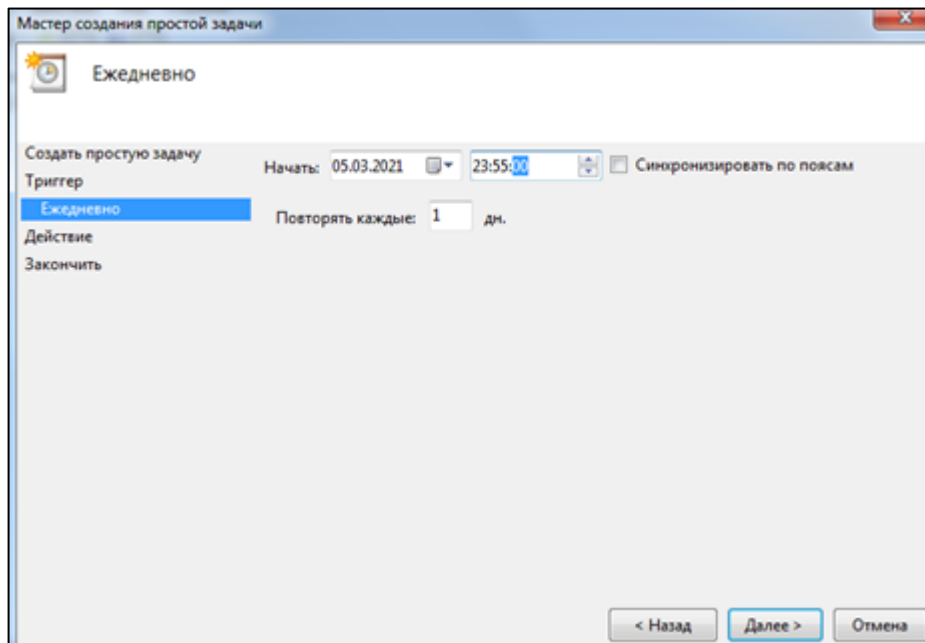 Мастер создания простой задачи
Ежедневно
Создать простую задачу
Триггер
Ежедневно
Действие
Закончить
Начать: 05.03.2021 23:55:00 Синхронизировать по поясам
Повторять каждые: 1 дн.
< Назад Далее > Отмена